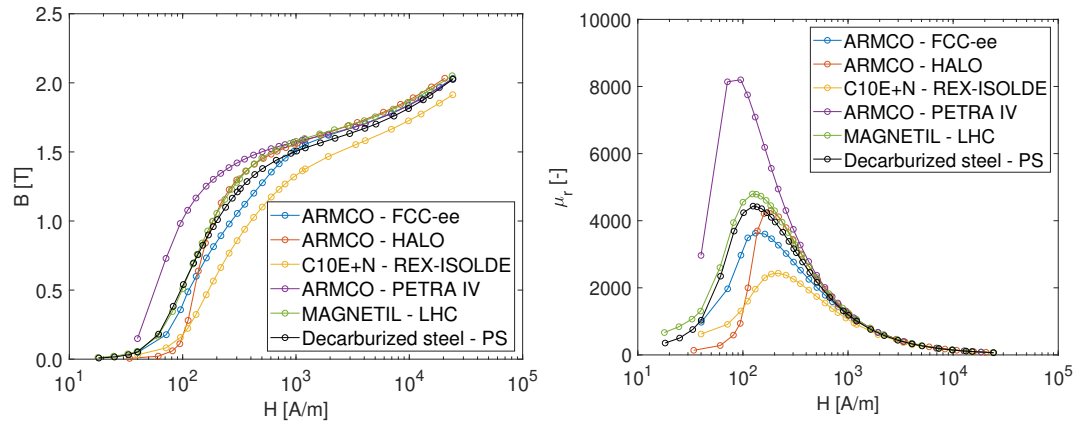 2.5
2.0
1.5
1.0
0.5
0.0
B [T]
10^1
10^2
10^3
10^4
10^5
H [A/m]
ARMCO - FCC-ee
ARMCO - HALO
C10E+N - REX-ISOLDE
ARMCO - PETRA IV
MAGNETIL - LHC
Decarburized steel - PS
10000
8000
6000
4000
2000
0
μ_r [-]
10^1
10^2
10^3
10^4
10^5
H [A/m]
ARMCO - FCC-ee
ARMCO - HALO
C10E+N - REX-ISOLDE
ARMCO - PETRA IV
MAGNETIL - LHC
Decarburized steel - PS